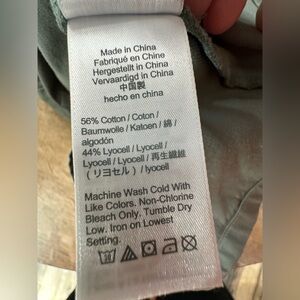 Made in China
Fabriqué en Chine
Hergestellt in China
Vervaardigd in China
中国製
hecho en china
56% Cotton / Coton /
Baumwolle / Katoen / 綿 /
algodón
44% Lyocell / Lyocell /
Lyocell / Lyocell / 再生繊維
(リヨセル) / lyocell
Machine Wash Cold With
Like Colors. Non-Chlorine
Bleach Only. Tumble Dry
Low. Iron on Lowest
Setting.
30